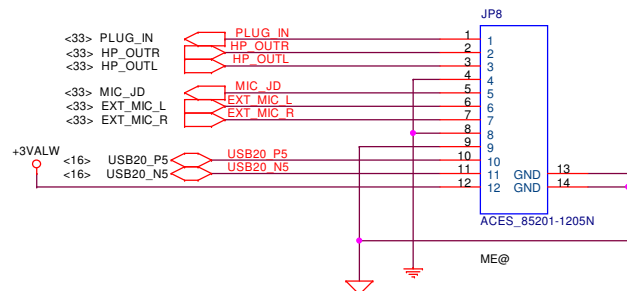 JP8
<33> PLUG_IN PLUG_IN 1 1
<33> HP_OUTR HP_OUTR 2 2
<33> HP_OUTL HP_OUTL 3 3
4 4
<33> MIC_JD MIC_JD 5 5
<33> EXT_MIC_L EXT_MIC_L 6 6
<33> EXT_MIC_R EXT_MIC_R 7 7
8 8
+3VALW 9 9
<16> USB20_P5 USB20_P5 10 10
<16> USB20_N5 USB20_N5 11 11 GND 13
12 12 GND 14
ACES_85201-1205N
ME@